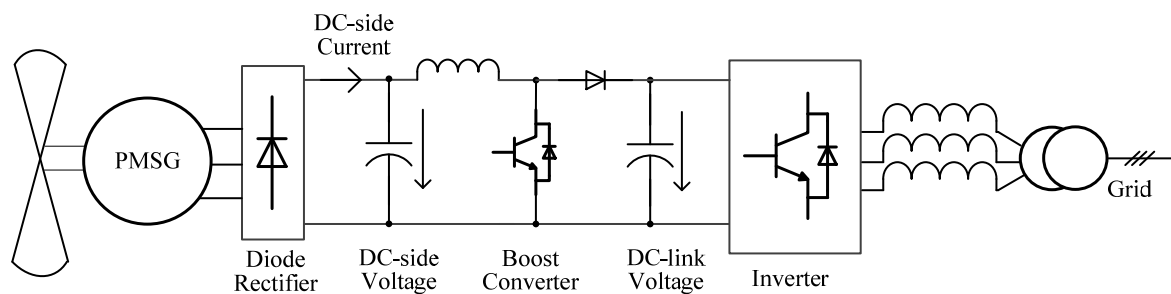 DC-side
Current
PMSG
Grid
Diode
Rectifier
DC-side
Voltage
Boost
Converter
DC-link
Voltage
Inverter